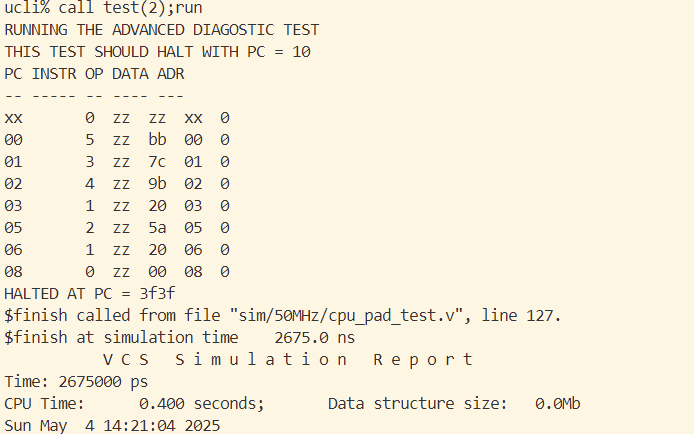 ucli% call test(2);run
RUNNING THE ADVANCED DIAGOSTIC TEST
THIS TEST SHOULD HALT WITH PC = 10
PC INSTR OP DATA ADR
-- ----- -- ---- ---
xx      0  zz  zz  xx  0
00      5  zz  bb  00  0
01      3  zz  7c  01  0
02      4  zz  9b  02  0
03      1  zz  20  03  0
05      2  zz  5a  05  0
06      1  zz  20  06  0
08      0  zz  00  08  0
HALTED AT PC = 3f3f
$finish called from file "sim/50MHz/cpu_pad_test.v", line 127.
$finish at simulation time    2675.0 ns
V C S   S i m u l a t i o n   R e p o r t
Time: 2675000 ps
CPU Time:      0.400 seconds;       Data structure size:   0.0Mb
Sun May  4 14:21:04 2025